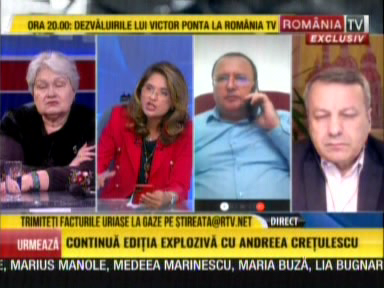 ORA 20.00: DEZVĂLUIRILE LUI VICTOR PONTA LA ROMÂNIA TV
ROMÂNIA TV
EXCLUSIV
TRIMITEȚI FACTURILE URIAȘE LA GAZE PE ȘTIREATA@RTV.NET
DIRECT
URMEAZĂ
CONTINUĂ EDIȚIA EXPLOZIVĂ CU ANDREEA CREȚULESCU
E, MARIUS MANOLE, MEDEEA MARINESCU, MARIA BUZĂ, LIA BUGNAR